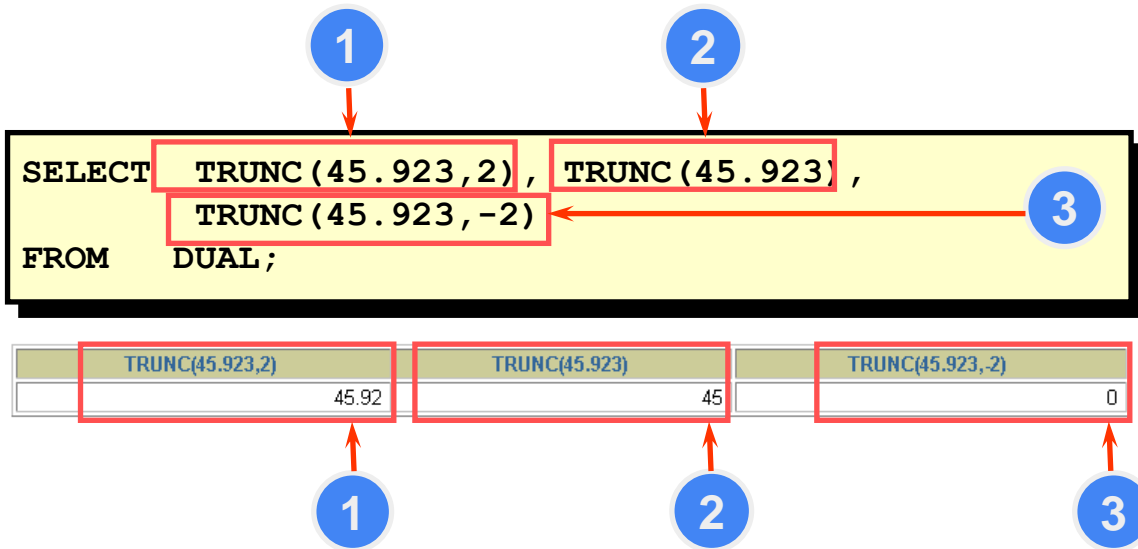 1 2
SELECT TRUNC(45.923,2), TRUNC(45.923),
TRUNC(45.923,-2) 3
FROM DUAL;
TRUNC(45.923,2) TRUNC(45.923) TRUNC(45.923,-2)
45.92 45 0
1 2 3